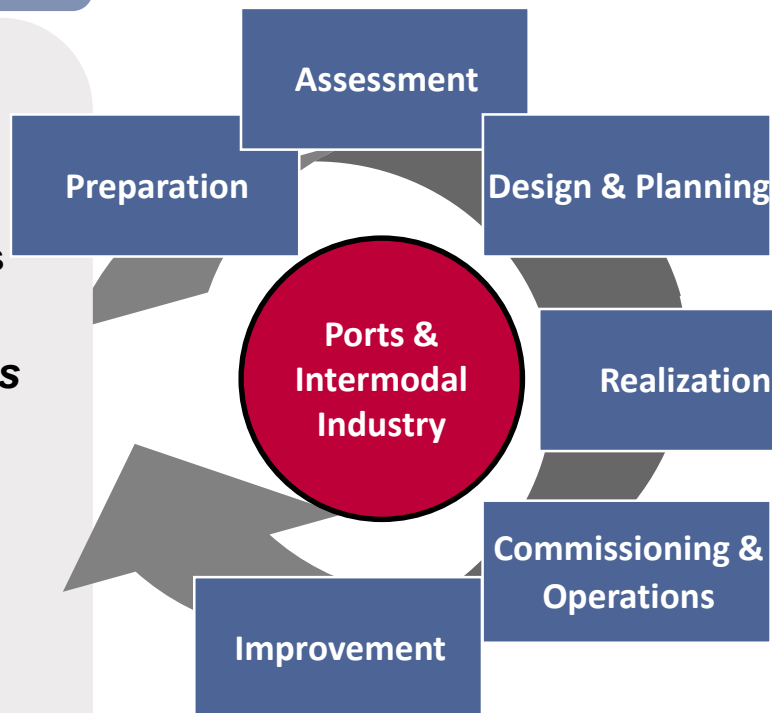 Assessment
Preparation
Design & Planning
s
Ports &
Intermodal
Industry
s
Realization
Commissioning &
Operations
Improvement